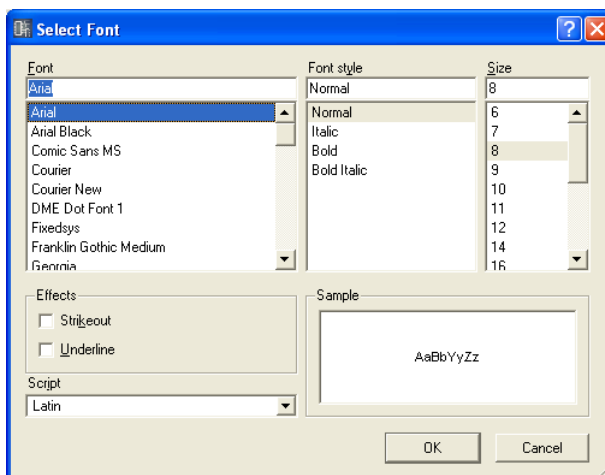 Select Font
Font
Arial
Arial
Arial Black
Comic Sans MS
Courier
Courier New
DME Dot Font 1
Fixedsys
Franklin Gothic Medium
Georgia
Font style
Normal
Normal
Italic
Bold
Bold Italic
Size
8
6
7
8
9
10
11
12
14
16
Effects
Strikeout
Underline
Script
Latin
Sample
AaBbYyZz
OK
Cancel